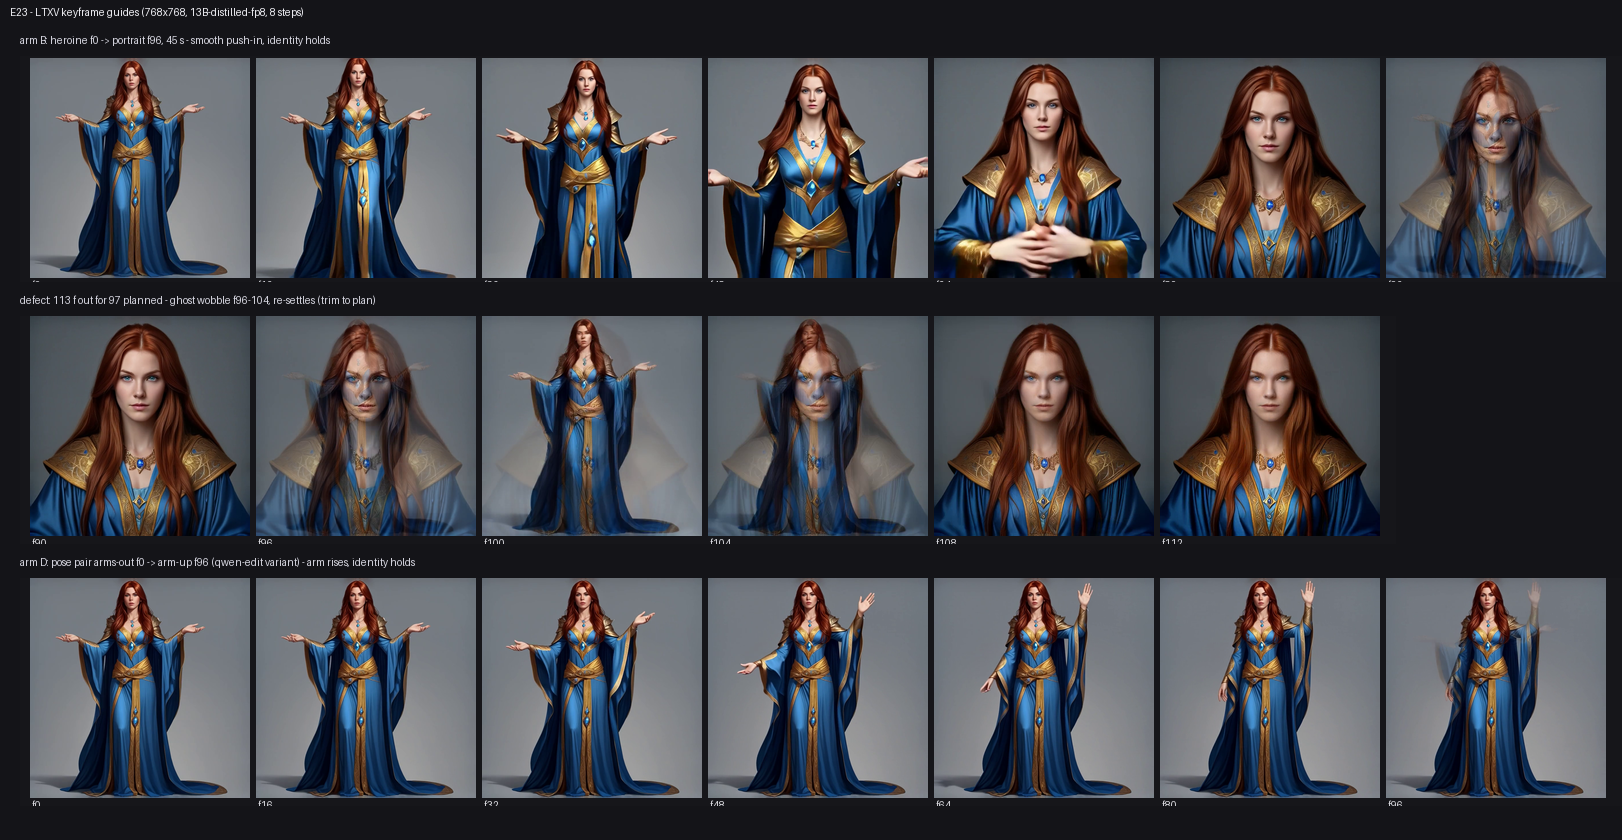 E23 - LTXV keyframe guides (768x768, 13B-distilled-fp8, 8 steps)
arm B: heroine f0 -> portrait f96, 45 s - smooth push-in, identity holds
defect: 113 f out for 97 planned - ghost wobble f96-104, re-settles (trim to plan)
f90 f96 f100 f104 f108 f112
arm D: pose pair arms-out f0 -> arm-up f96 (qwen-edit variant) - arm rises, identity holds
f0 f16 f32 f48 f64 f80 f96